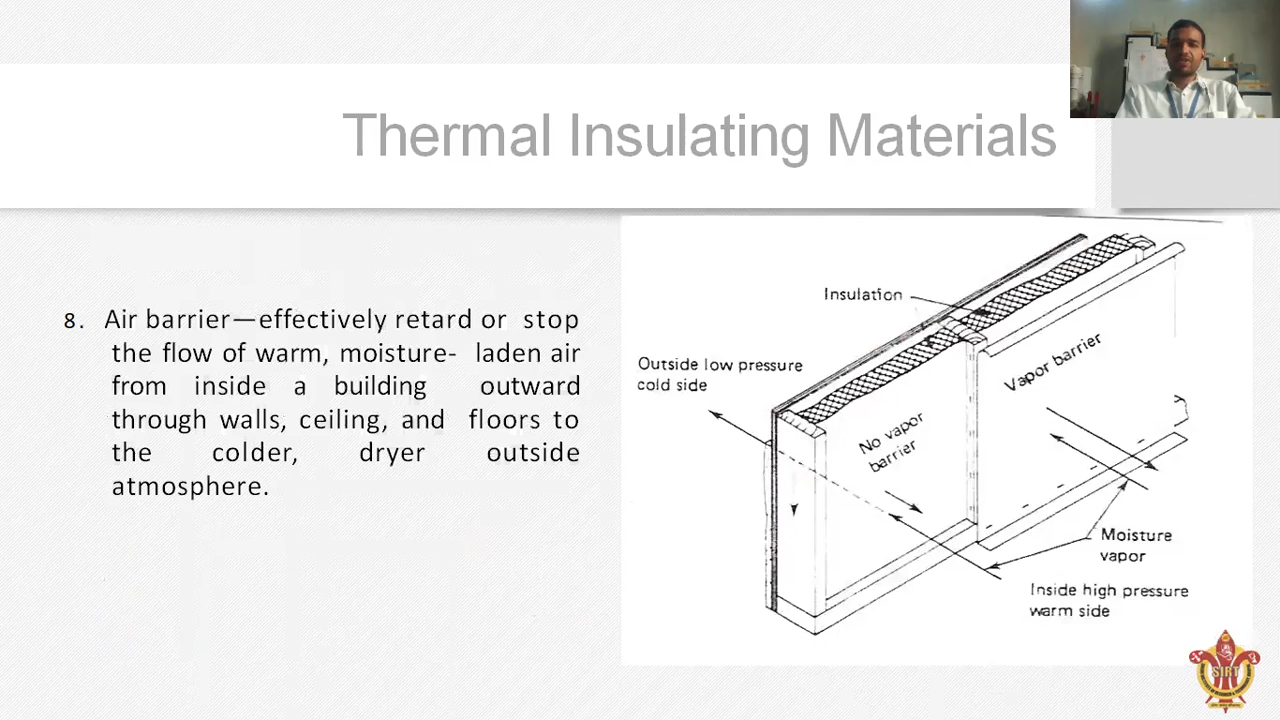 Thermal Insulating Materials
8. Air barrier—effectively retard or stop
the flow of warm, moisture- laden air
from inside a building outward
through walls, ceiling, and floors to
the colder, dryer outside
atmosphere.
Insulation
Outside low pressure
cold side
Vapor barrier
No vapor
barrier
Moisture
vapor
Inside high pressure
warm side
SIRT